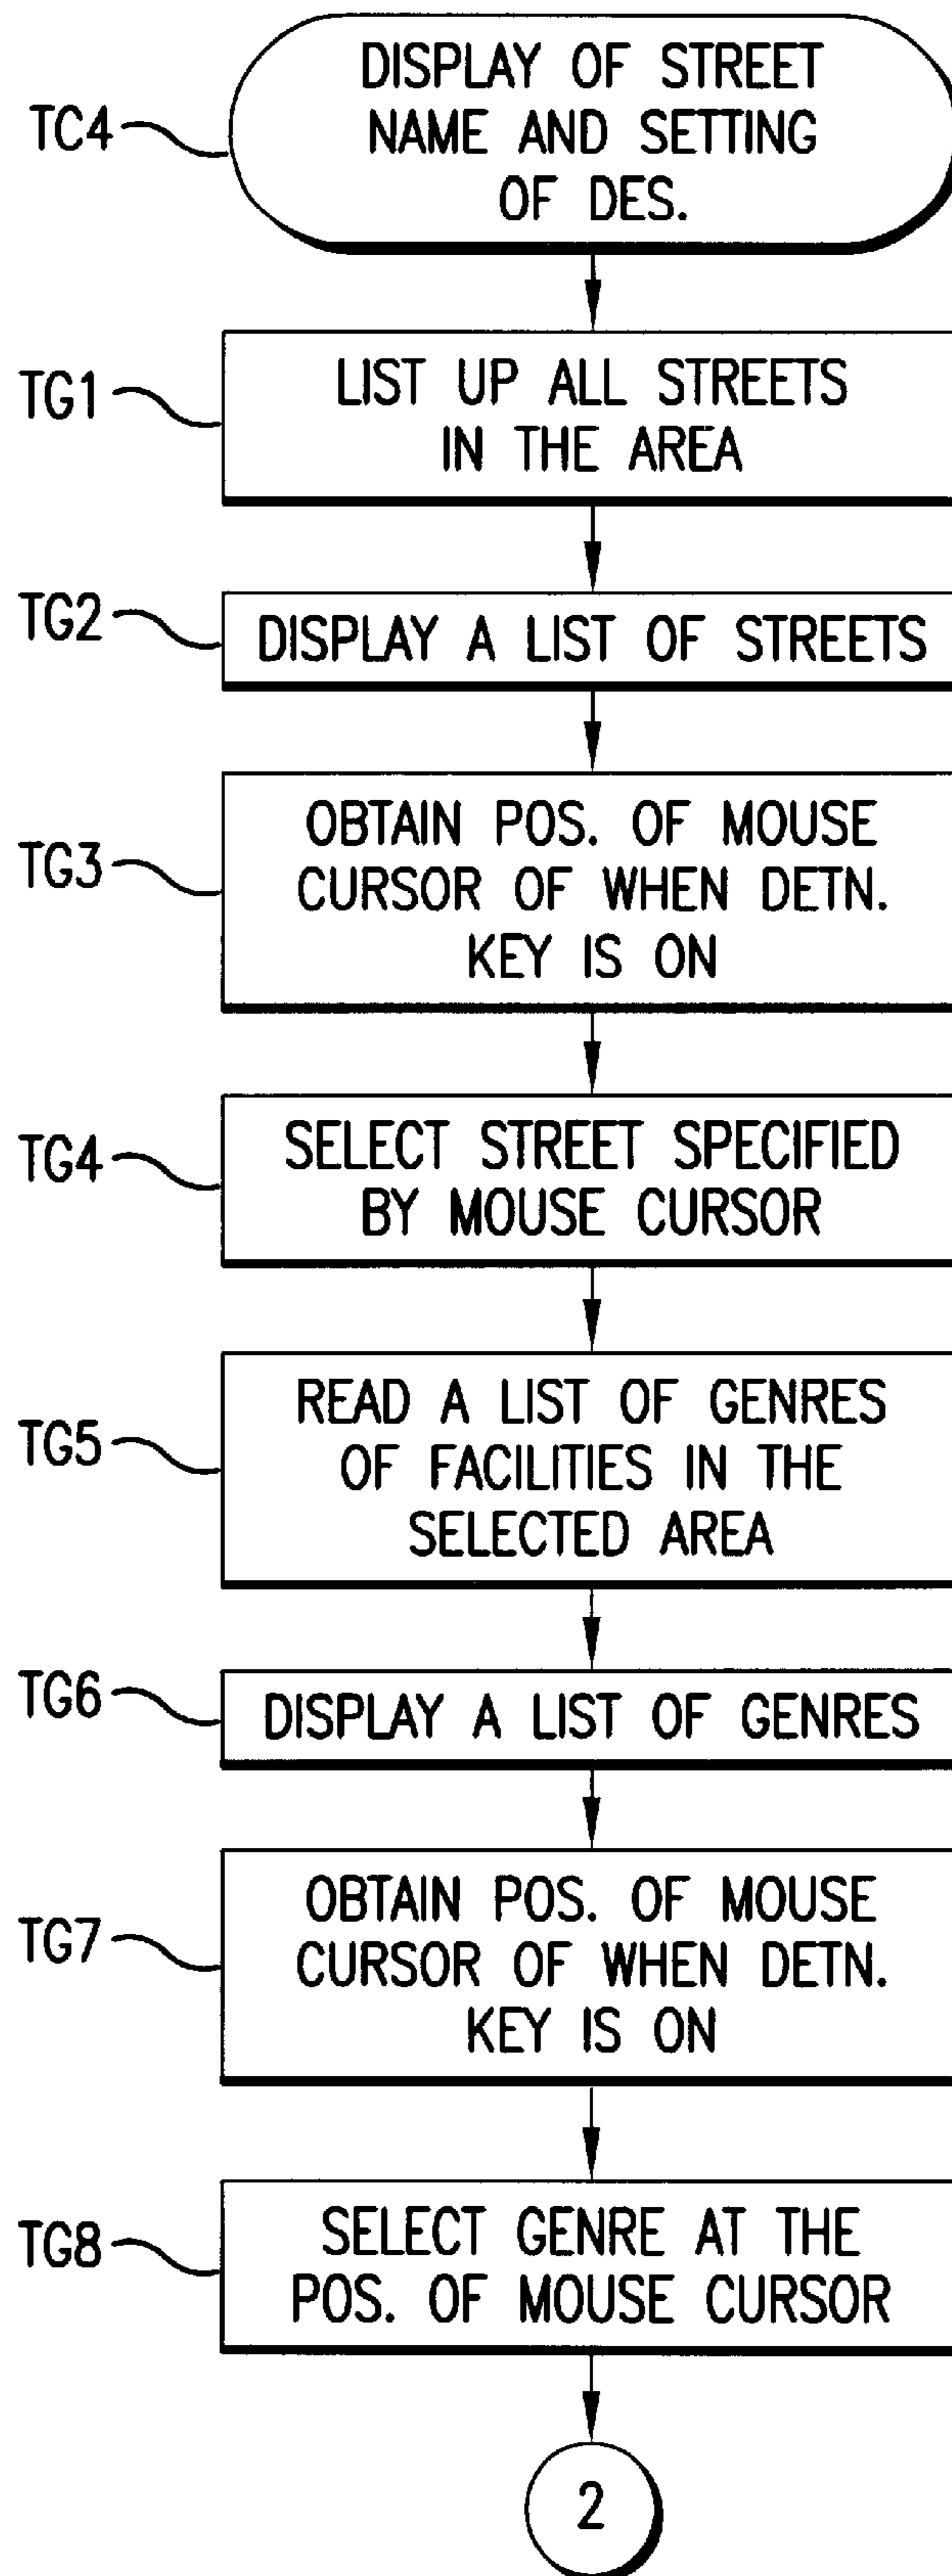 TC4
DISPLAY OF STREET
NAME AND SETTING
OF DES.
TG1
LIST UP ALL STREETS
IN THE AREA
TG2
DISPLAY A LIST OF STREETS
TG3
OBTAIN POS. OF MOUSE
CURSOR OF WHEN DETN.
KEY IS ON
TG4
SELECT STREET SPECIFIED
BY MOUSE CURSOR
TG5
READ A LIST OF GENRES
OF FACILITIES IN THE
SELECTED AREA
TG6
DISPLAY A LIST OF GENRES
TG7
OBTAIN POS. OF MOUSE
CURSOR OF WHEN DETN.
KEY IS ON
TG8
SELECT GENRE AT THE
POS. OF MOUSE CURSOR
2